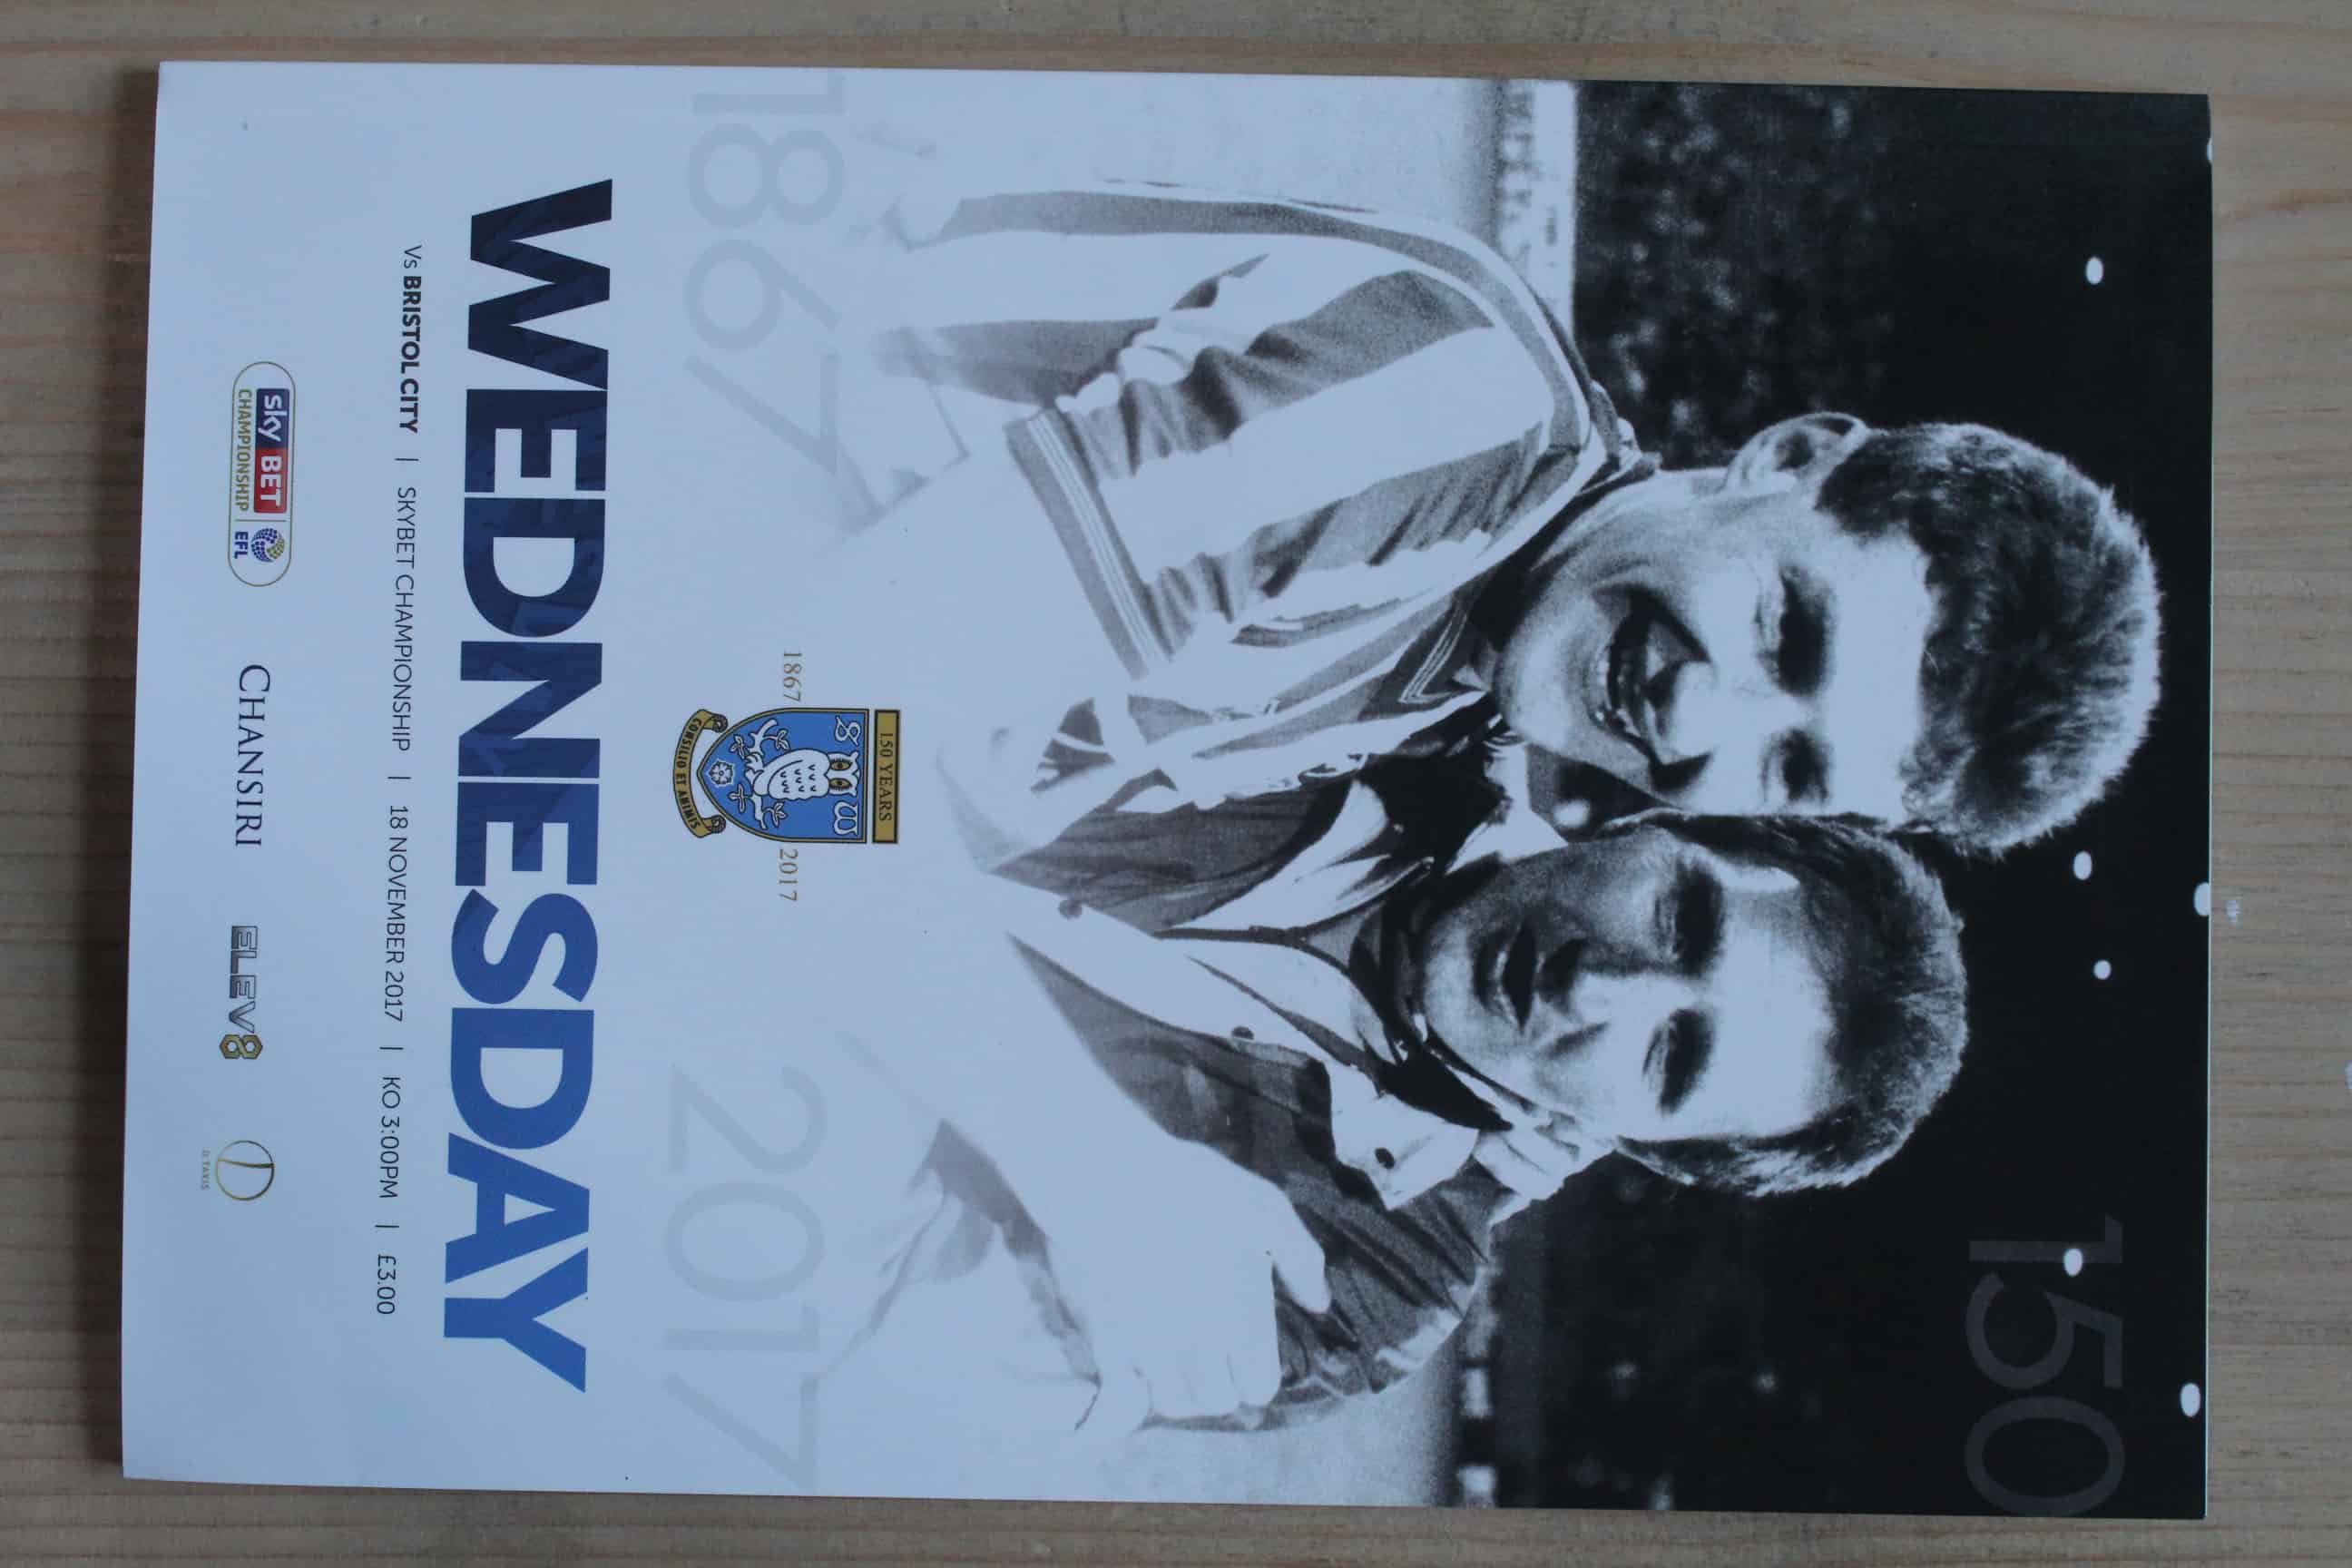 150
150 YEARS
S W
1867 2017
CONSILIO ET ANIMIS
1867 2017
WEDNESDAY
Vs BRISTOL CITY | SKYBET CHAMPIONSHIP | 18 NOVEMBER 2017 | KO 3:00PM | £3.00
sky BET
CHAMPIONSHIP EFL
CHANSIRI
ELEV8
D
D TAXIS